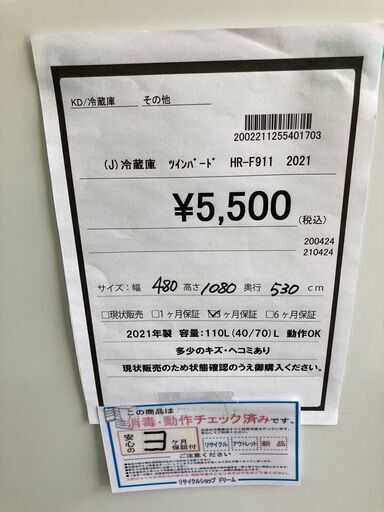 KD/冷蔵庫 その他
2002211255401703
(J)冷蔵庫 ﾂｲﾝﾊﾞｰﾄﾞ HR-F911 2021
¥5,500(税込)
200424
210424
サイズ：幅 480 高さ 1080 奥行 530 cm
□現状販売 □1ヶ月保証 ☑3ヶ月保証 □6ヶ月保証
2021年製 容量：110L(40/70)L 動作OK
多少のキズ・ヘコミあり
現状販売のため状態確認のうえ御購入ください。
この商品は
消毒・動作チェック済みです。
安心の 3 ヶ月保証付
リサイクル アウトレット 新品
ご注意ください
リサイクルショップ ドリーム